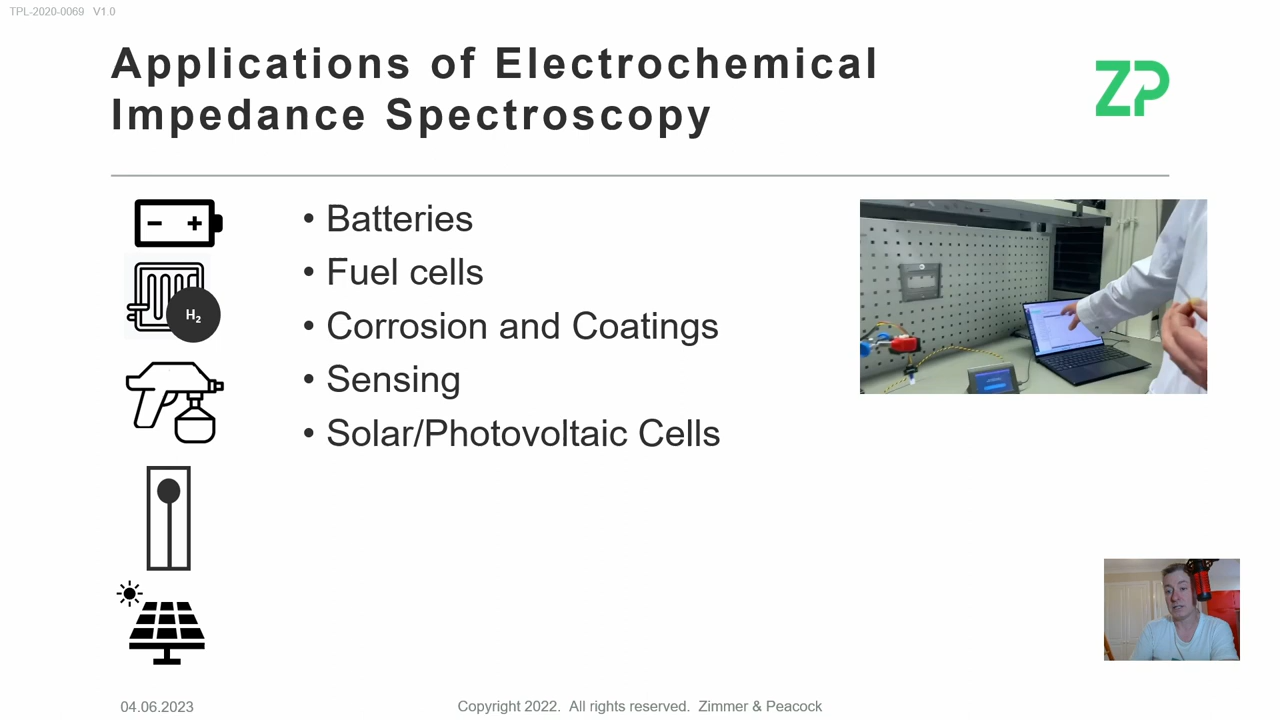 TPL-2020-0069 V1.0
Applications of Electrochemical
Impedance Spectroscopy
ZP
• Batteries
• Fuel cells
• Corrosion and Coatings
• Sensing
• Solar/Photovoltaic Cells
H₂
04.06.2023
Copyright 2022. All rights reserved. Zimmer & Peacock